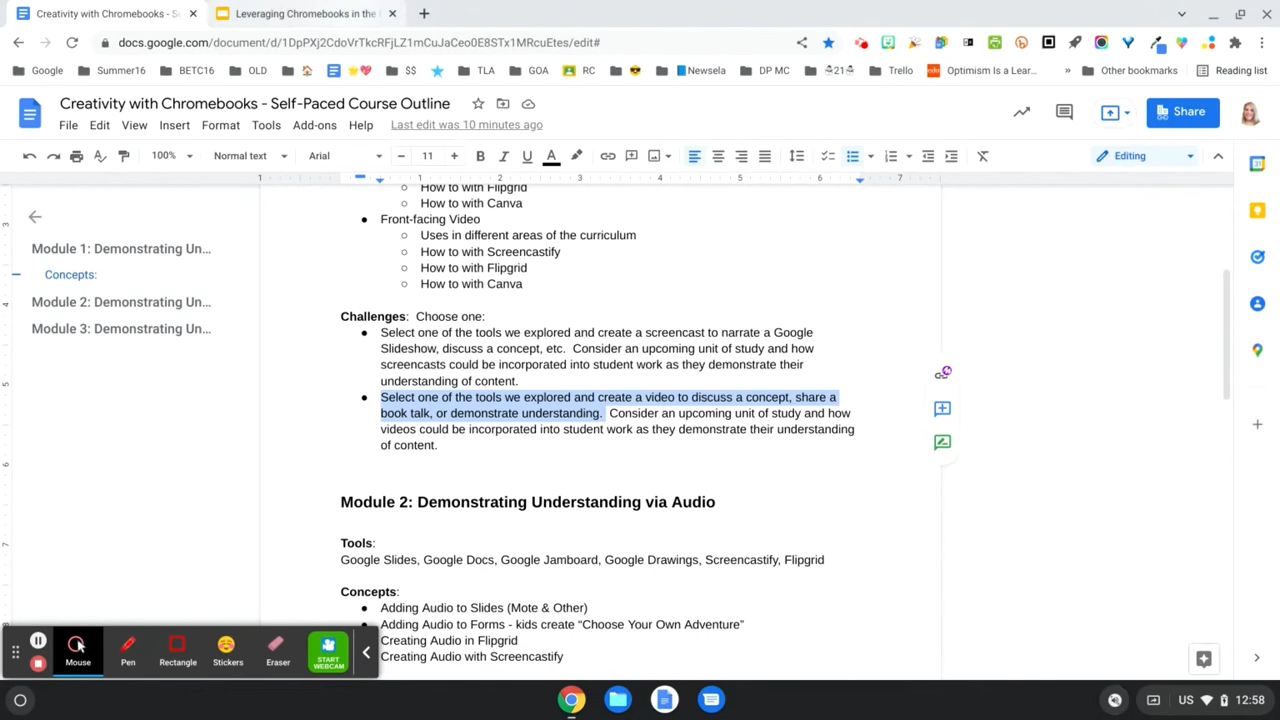 Creativity with Chromebooks - Se
Leveraging Chromebooks in the
docs.google.com/document/d/1DpPXj2CdoVrTkcRFjLZ1mCuJaCeo0E8STx1MRcuEtes/edit#
Google Summer16 BETC16 OLD $$ TLA GOA RC Newsela DP MC 21 Trello Optimism Is a Lear... » Other bookmarks Reading list
Creativity with Chromebooks - Self-Paced Course Outline
Share
File Edit View Insert Format Tools Add-ons Help Last edit was 10 minutes ago
100% Normal text Arial 11 B I U A Editing
1 1 2 3 4 5 6 7
How to with Flipgrid
How to with Canva
● Front-facing Video
○ Uses in different areas of the curriculum
○ How to with Screencastify
○ How to with Flipgrid
○ How to with Canva
Module 1: Demonstrating Un...
Concepts:
Module 2: Demonstrating Un...
Module 3: Demonstrating Un...
Challenges: Choose one:
● Select one of the tools we explored and create a screencast to narrate a Google
Slideshow, discuss a concept, etc. Consider an upcoming unit of study and how
screencasts could be incorporated into student work as they demonstrate their
understanding of content.
● Select one of the tools we explored and create a video to discuss a concept, share a
book talk, or demonstrate understanding. Consider an upcoming unit of study and how
videos could be incorporated into student work as they demonstrate their understanding
of content.
Module 2: Demonstrating Understanding via Audio
Tools:
Google Slides, Google Docs, Google Jamboard, Google Drawings, Screencastify, Flipgrid
Concepts:
● Adding Audio to Slides (Mote & Other)
● Adding Audio to Forms - kids create “Choose Your Own Adventure”
Creating Audio in Flipgrid
Creating Audio with Screencastify
Mouse Pen Rectangle Stickers Eraser START WEBCAM
US 12:58